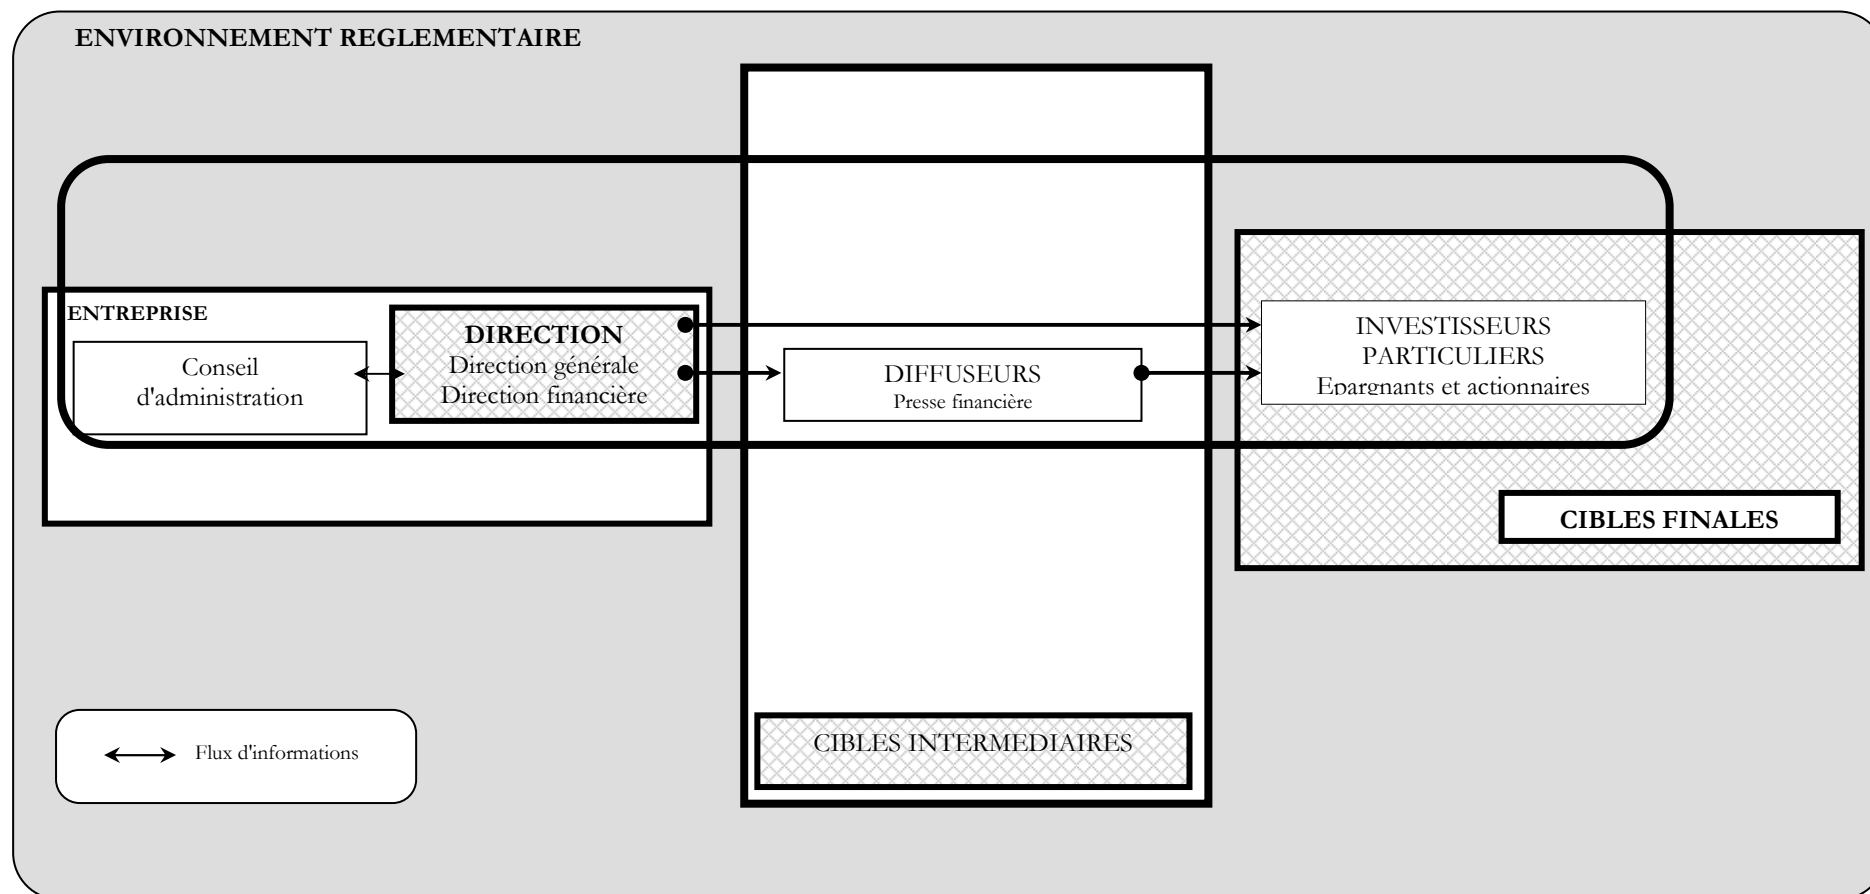 ENVIRONNEMENT REGLEMENTAIRE
ENTREPRISE
Conseil
d'administration
DIRECTION
Direction générale
Direction financière
DIFFUSEURS
Presse financière
INVESTISSEURS
PARTICULIERS
Epargnants et actionnaires
CIBLES FINALES
CIBLES INTERMEDIAIRES
Flux d'informations